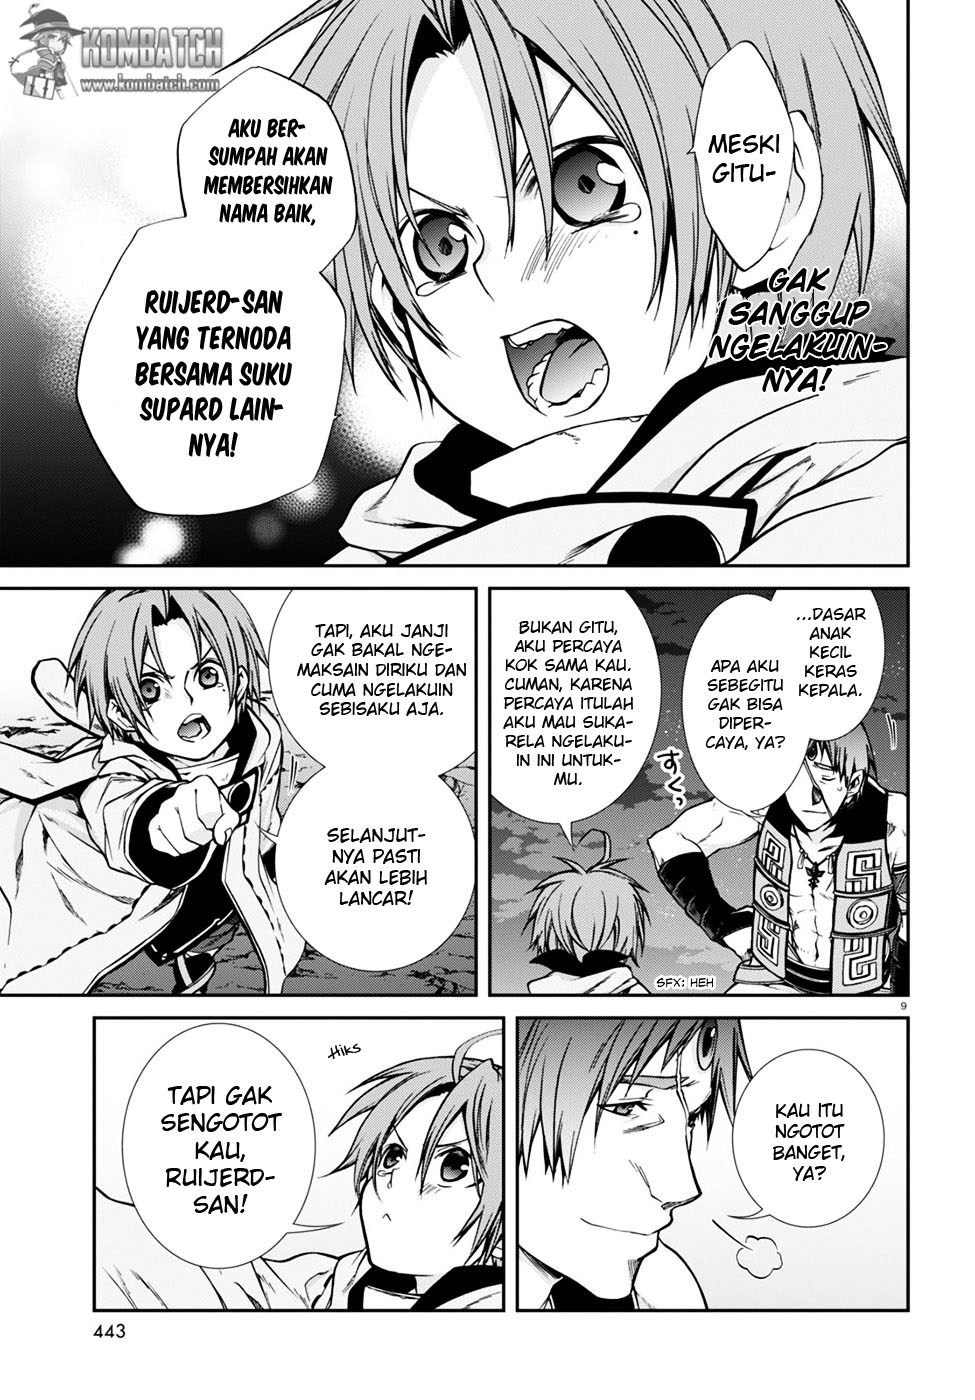 KOMBATCH
www.kombatch.com
MESKI
GITU-
GAK
SANGGUP
NGELAKUIN-
NYA!
AKU BER-
SUMPAH AKAN
MEMBERSIHKAN
NAMA BAIK,
RUIJERD-SAN
YANG TERNODA
BERSAMA SUKU
SUPARD LAIN-
NYA!
...DASAR
ANAK
KECIL
KERAS
KEPALA.
APA AKU
SEBEGITU
GAK BISA
DIPER-
CAYA, YA?
BUKAN GITU,
AKU PERCAYA
KOK SAMA KAU.
CUMAN, KARENA
PERCAYA ITULAH
AKU MAU SUKA-
RELA NGELAKU-
IN INI UNTUK-
MU.
すくっ
SFX: HEH
9
TAPI, AKU JANJI
GAK BAKAL NGE-
MAKSAIN DIRIKU DAN
CUMA NGELAKUIN
SEBISAKU AJA.
SELANJUT-
NYA PASTI
AKAN LEBIH
LANCAR!
KAU ITU
NGOTOT
BANGET,
YA?
Hiks
TAPI GAK
SENGOTOT
KAU,
RUIJERD-
SAN!
443